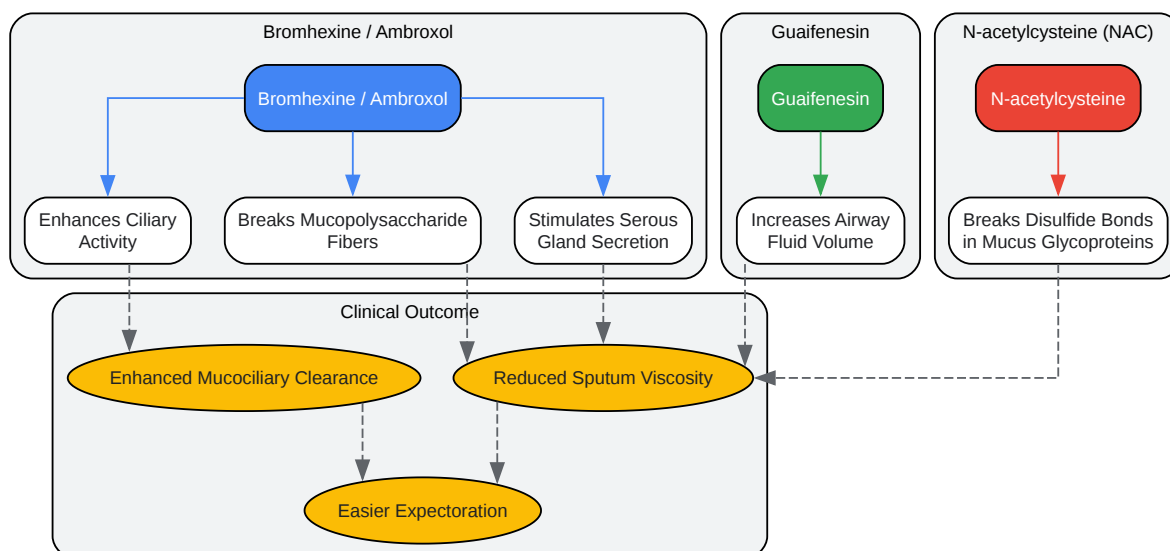 Bromhexine / Ambroxol
Guaifenesin
N-acetylcysteine (NAC)
Bromhexine / Ambroxol
Guaifenesin
N-acetylcysteine
Enhances Ciliary
Activity
Breaks Mucopolysaccharide
Fibers
Stimulates Serous
Gland Secretion
Increases Airway
Fluid Volume
Breaks Disulfide Bonds
in Mucus Glycoproteins
Clinical Outcome
Enhanced Mucociliary Clearance
Reduced Sputum Viscosity
Easier Expectoration